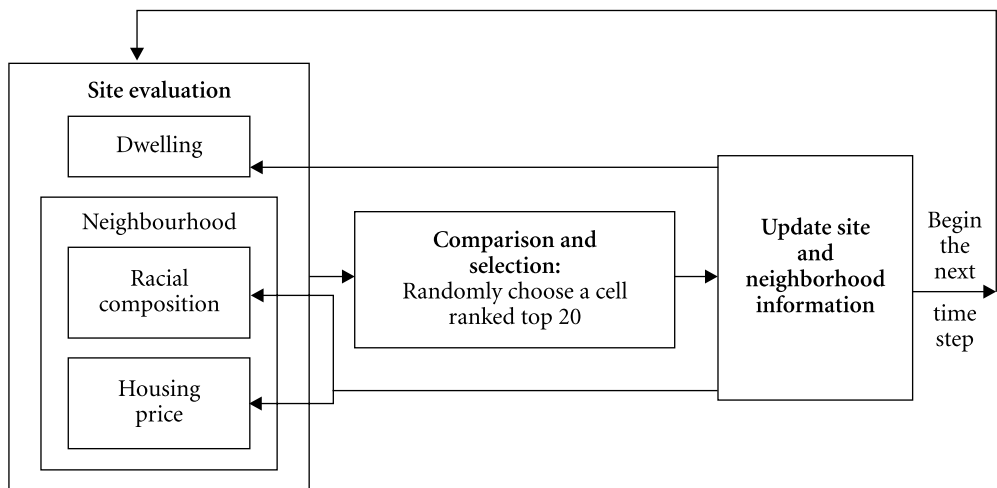 Site evaluation
Dwelling
Neighbourhood
Racial
composition
Housing
price
Comparison and
selection:
Randomly choose a cell
ranked top 20
Update site
and
neighborhood
information
Begin
the
next
time
step